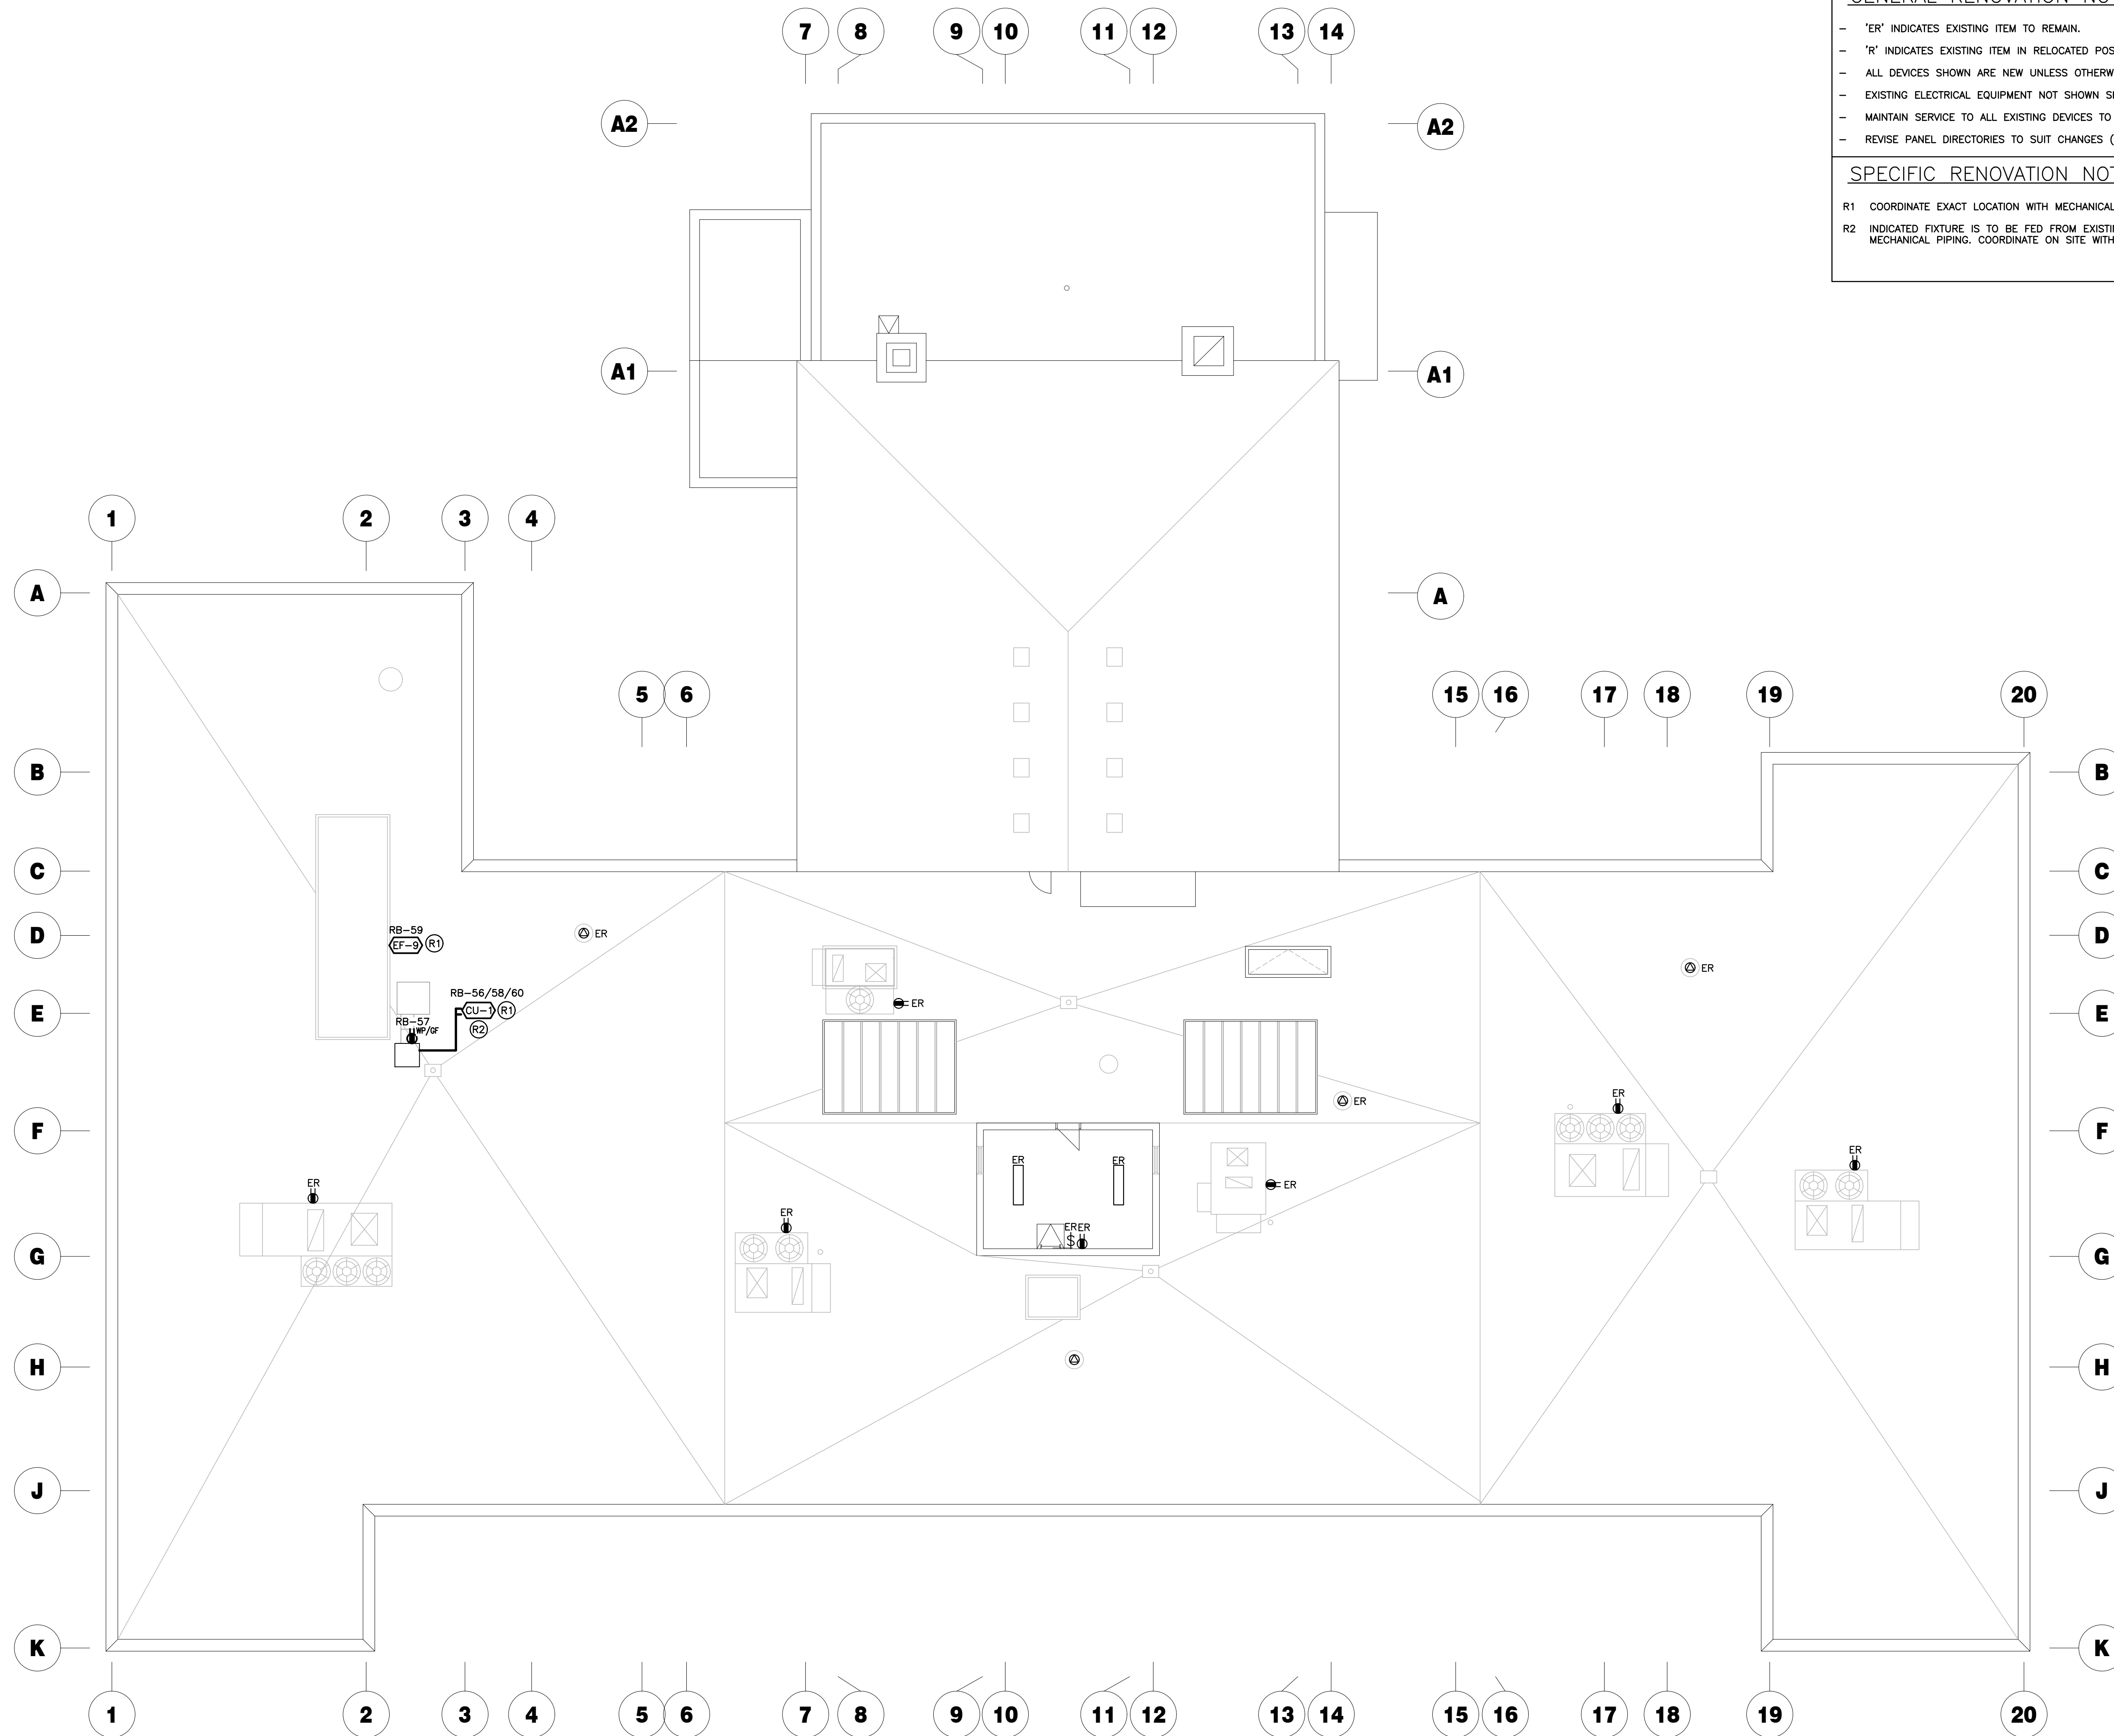 7 8 9 10 11 12 13 14
A2 A2
A1 A1
GENERAL RENOVATION
- 'ER' INDICATES EXISTING ITEM TO REMAIN.
- 'R' INDICATES EXISTING ITEM IN RELOCATED
- ALL DEVICES SHOWN ARE NEW UNLESS
- EXISTING ELECTRICAL EQUIPMENT NOT SHOWN
- MAINTAIN SERVICE TO ALL EXISTING DEVICES TO
- REVISE PANEL DIRECTORIES TO SUIT CHANGES (
SPECIFIC RENOVATION
R1 COORDINATE EXACT LOCATION WITH MECHANICAL
R2 INDICATED FIXTURE IS TO BE FED FROM
MECHANICAL PIPING. COORDINATE ON SITE WITH
1 2 3 4
A A
5 6 15 16 17 18 19 20
B B
C C
D D
RB-59
EF-9 R1
ER
ER
RB-56/58/60
CU-1 R1
R2
RB-57
WP/GF
ER
E E
ER
ER
F F
ER
ER ER
ER
ER
ER
ER ER
$
G G
H H
J J
K K
1 2 3 4 5 6 7 8 9 10 11 12 13 14 15 16 17 18 19 20